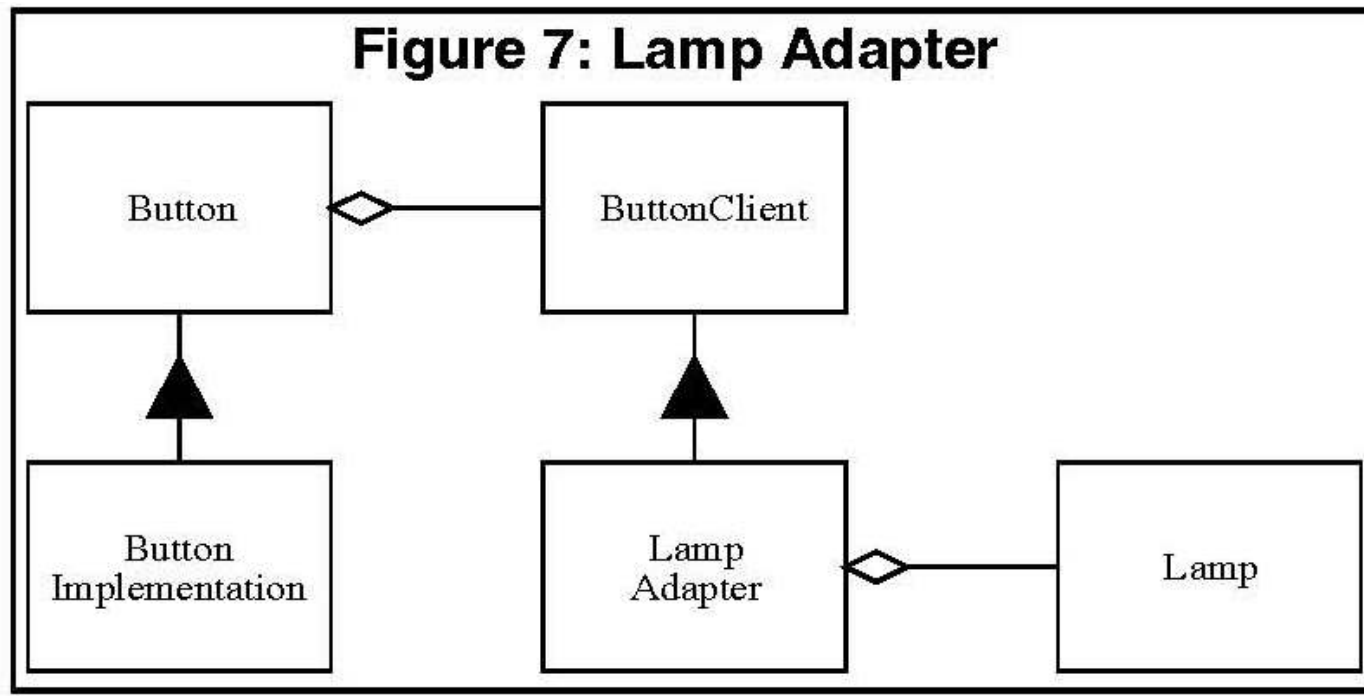 Figure 7: Lamp Adapter
Button
ButtonClient
Button
Implementation
Lamp
Adapter
Lamp